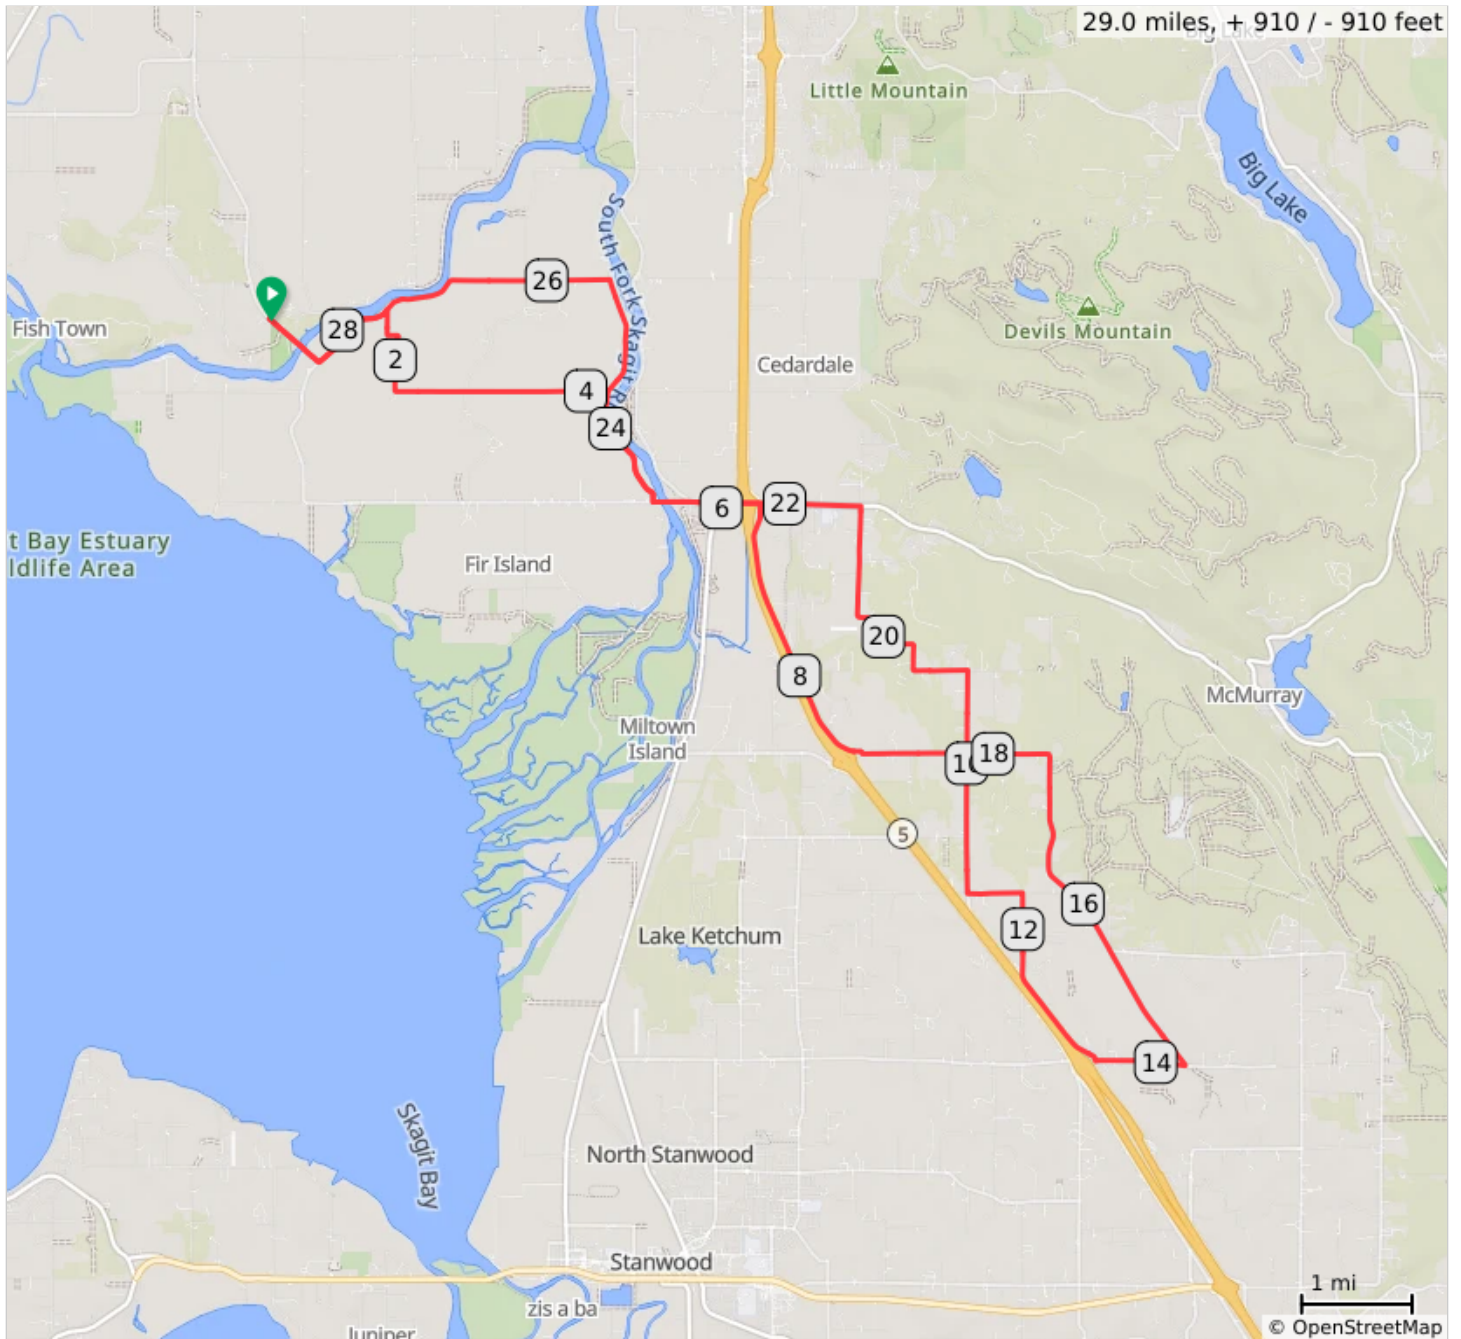 29.0 miles, + 910 / - 910 feet
Little Mountain
Big Lake
South Fork Skagit R
26
Fish Town
28
2
Devils Mountain
Cedardale
4
24
6
22
t Bay Estuary
ldlife Area
Fir Island
20
8
McMurray
Miltown
Island
18
5
16
12
Lake Ketchum
14
Skagit Bay
North Stanwood
Stanwood
1 mi
zis a ba
Juniper
© OpenStreetMap